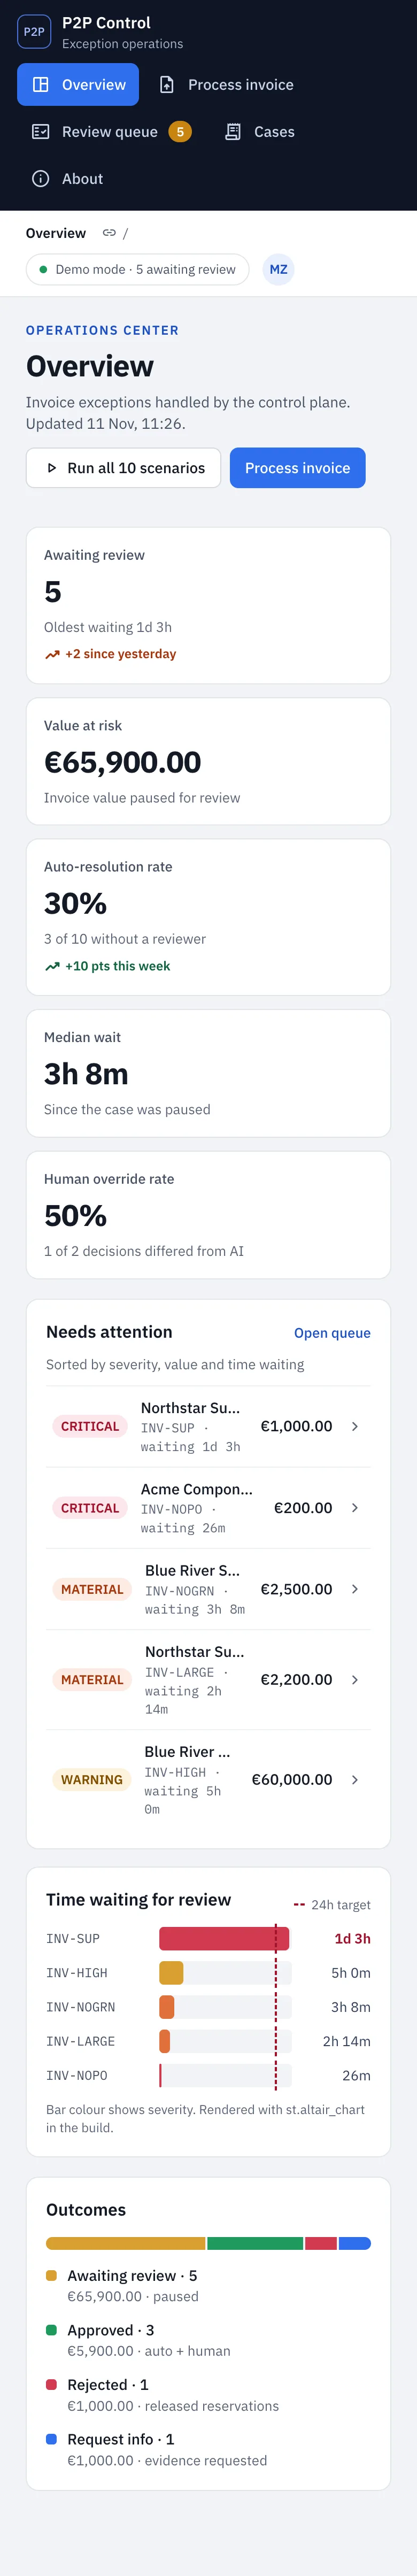 P2P
P2P Control
Exception operations
Overview
Process invoice
Review queue 5
Cases
About
Overview /
Demo mode · 5 awaiting review
MZ
OPERATIONS CENTER
Overview
Invoice exceptions handled by the control plane.
Updated 11 Nov, 11:26.
Run all 10 scenarios
Process invoice
Awaiting review
5
Oldest waiting 1d 3h
+2 since yesterday
Value at risk
€65,900.00
Invoice value paused for review
Auto-resolution rate
30%
3 of 10 without a reviewer
+10 pts this week
Median wait
3h 8m
Since the case was paused
Human override rate
50%
1 of 2 decisions differed from AI
Needs attention
Open queue
Sorted by severity, value and time waiting
CRITICAL
Northstar Su...
INV-SUP ·
waiting 1d 3h
€1,000.00
CRITICAL
Acme Compon...
INV-NOPO ·
waiting 26m
€200.00
MATERIAL
Blue River S...
INV-NOGRN ·
waiting 3h 8m
€2,500.00
MATERIAL
Northstar Su...
INV-LARGE ·
waiting 2h
14m
€2,200.00
WARNING
Blue River ...
INV-HIGH ·
waiting 5h
0m
€60,000.00
Time waiting for review
24h target
INV-SUP 1d 3h
INV-HIGH 5h 0m
INV-NOGRN 3h 8m
INV-LARGE 2h 14m
INV-NOPO 26m
Bar colour shows severity. Rendered with st.altair_chart
in the build.
Outcomes
Awaiting review · 5
€65,900.00 · paused
Approved · 3
€5,900.00 · auto + human
Rejected · 1
€1,000.00 · released reservations
Request info · 1
€1,000.00 · evidence requested